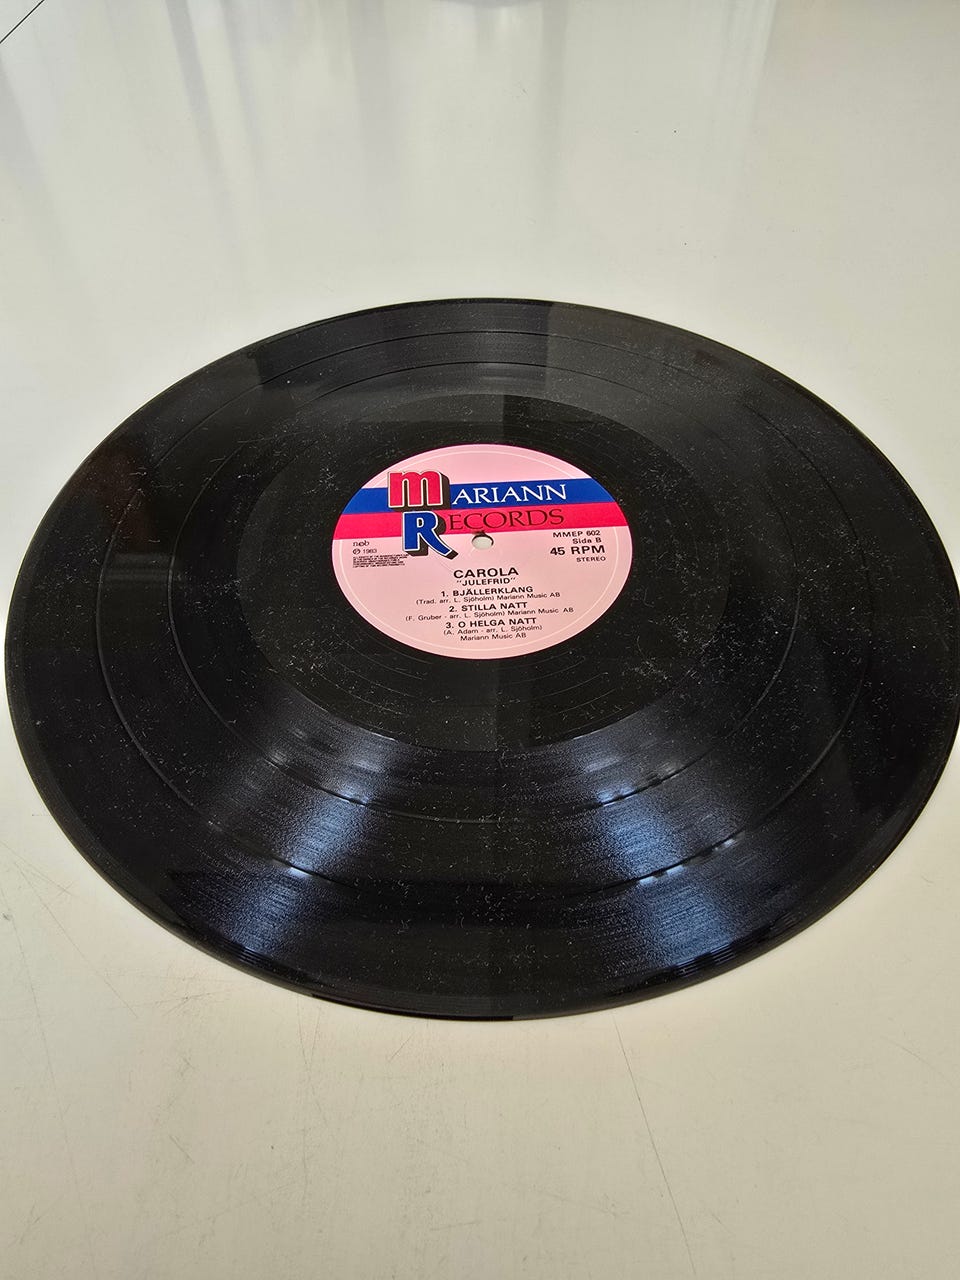 MARIANN
RECORDS
MMEP 602
Side B
45 RPM
STEREO
ncb
℗ 1983
CAROLA
"JULEFRID"
1. BJÄLLERKLANG
(Trad. arr. L. Sjöholm) Mariann Music AB
2. STILLA NATT
(F. Gruber - arr. L. Sjöholm) Mariann Music AB
3. O HELGA NATT
(A. Adam - arr. L. Sjöholm)
Mariann Music AB